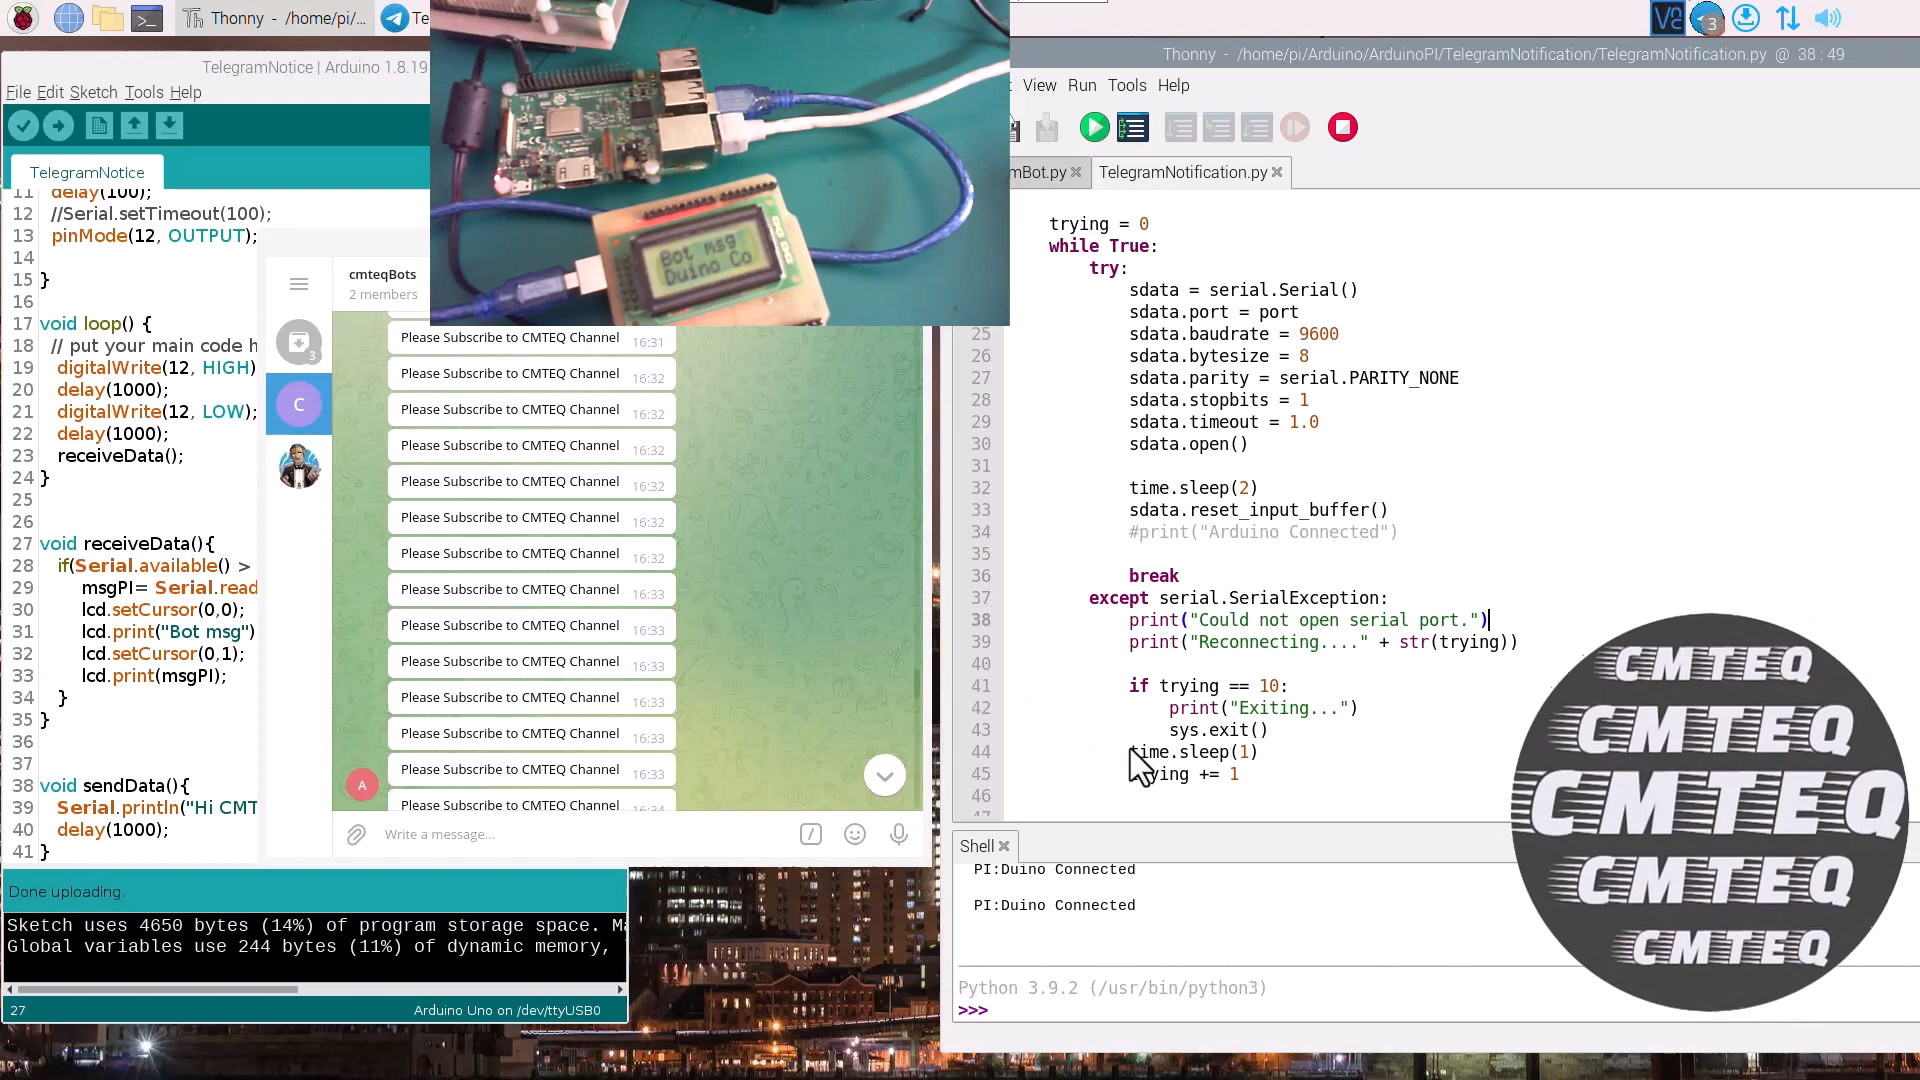 Thonny - /home/pi/...
Te
3
TelegramNotice | Arduino 1.8.19
File Edit Sketch Tools Help
TelegramNotice
11 delay(100);
12 //Serial.setTimeout(100);
13 pinMode(12, OUTPUT);
14
15 }
16
17 void loop() {
18 // put your main code h
19 digitalWrite(12, HIGH)
20 delay(1000);
21 digitalWrite(12, LOW);
22 delay(1000);
23 receiveData();
24 }
25
26
27 void receiveData(){
28 if(Serial.available() >
29 msgPI= Serial.read
30 lcd.setCursor(0,0);
31 lcd.print("Bot msg")
32 lcd.setCursor(0,1);
33 lcd.print(msgPI);
34 }
35 }
36
37
38 void sendData(){
39 Serial.println("Hi CMT
40 delay(1000);
41 }
Done uploading.
Sketch uses 4650 bytes (14%) of program storage space. Ma
Global variables use 244 bytes (11%) of dynamic memory,
27
Arduino Uno on /dev/ttyUSB0
cmteqBots
2 members
3
C
Please Subscribe to CMTEQ Channel 16:31
Please Subscribe to CMTEQ Channel 16:32
Please Subscribe to CMTEQ Channel 16:32
Please Subscribe to CMTEQ Channel 16:32
Please Subscribe to CMTEQ Channel 16:32
Please Subscribe to CMTEQ Channel 16:32
Please Subscribe to CMTEQ Channel 16:32
Please Subscribe to CMTEQ Channel 16:33
Please Subscribe to CMTEQ Channel 16:33
Please Subscribe to CMTEQ Channel 16:33
Please Subscribe to CMTEQ Channel 16:33
Please Subscribe to CMTEQ Channel 16:33
Please Subscribe to CMTEQ Channel 16:33
Please Subscribe to CMTEQ Channel 16:34
A
Write a message...
Bot msg
Duino Co
Thonny - /home/pi/Arduino/ArduinoPI/TelegramNotification/TelegramNotification.py @ 38 : 49
View Run Tools Help
mBot.py
TelegramNotification.py
trying = 0
while True:
try:
sdata = serial.Serial()
sdata.port = port
25 sdata.baudrate = 9600
26 sdata.bytesize = 8
27 sdata.parity = serial.PARITY_NONE
28 sdata.stopbits = 1
29 sdata.timeout = 1.0
30 sdata.open()
31
32 time.sleep(2)
33 sdata.reset_input_buffer()
34 #print("Arduino Connected")
35
36 break
37 except serial.SerialException:
38 print("Could not open serial port.")
39 print("Reconnecting...." + str(trying))
40
41 if trying == 10:
42 print("Exiting...")
43 sys.exit()
44 time.sleep(1)
45 ying += 1
46
47
Shell
PI:Duino Connected
PI:Duino Connected
Python 3.9.2 (/usr/bin/python3)
>>>
CMTEQ
CMTEQ
CMTEQ
CMTEQ
CMTEQ